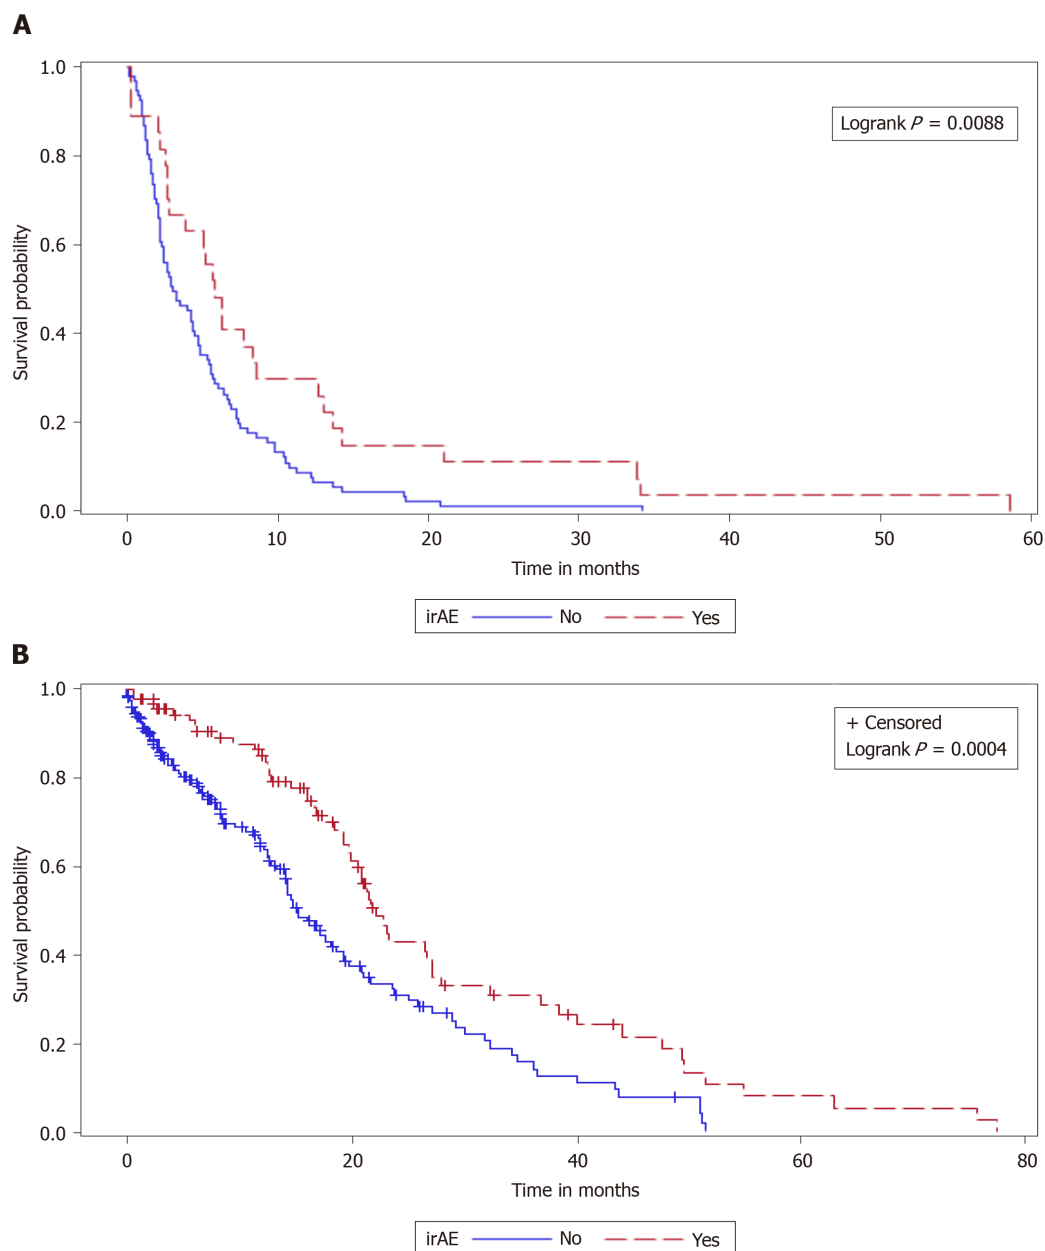 A
1.0
0.8
0.6
0.4
0.2
0.0
Survival probability
Logrank P = 0.0088
0 10 20 30 40 50 60
Time in months
irAE No Yes
B
1.0
0.8
0.6
0.4
0.2
0.0
Survival probability
+ Censored
Logrank P = 0.0004
0 20 40 60 80
Time in months
irAE No Yes